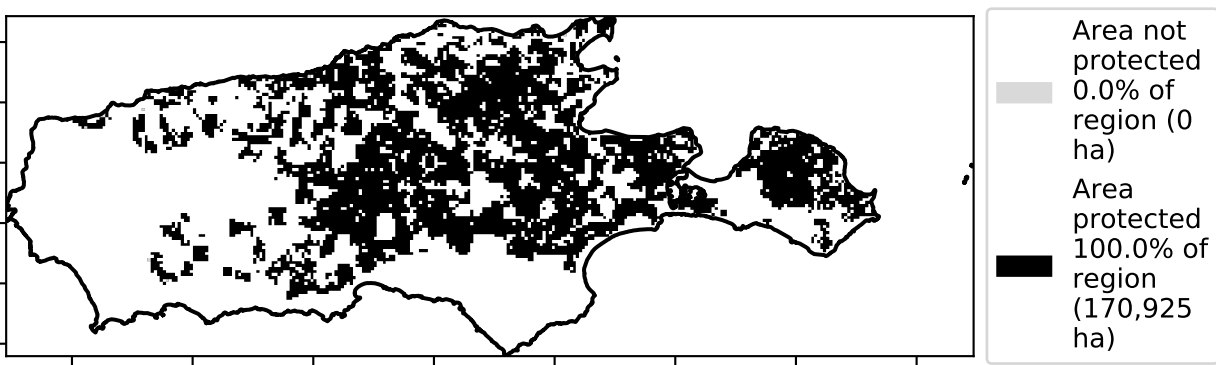 Area not
protected
0.0% of
region (0
ha)
Area
protected
100.0% of
region
(170,925
ha)